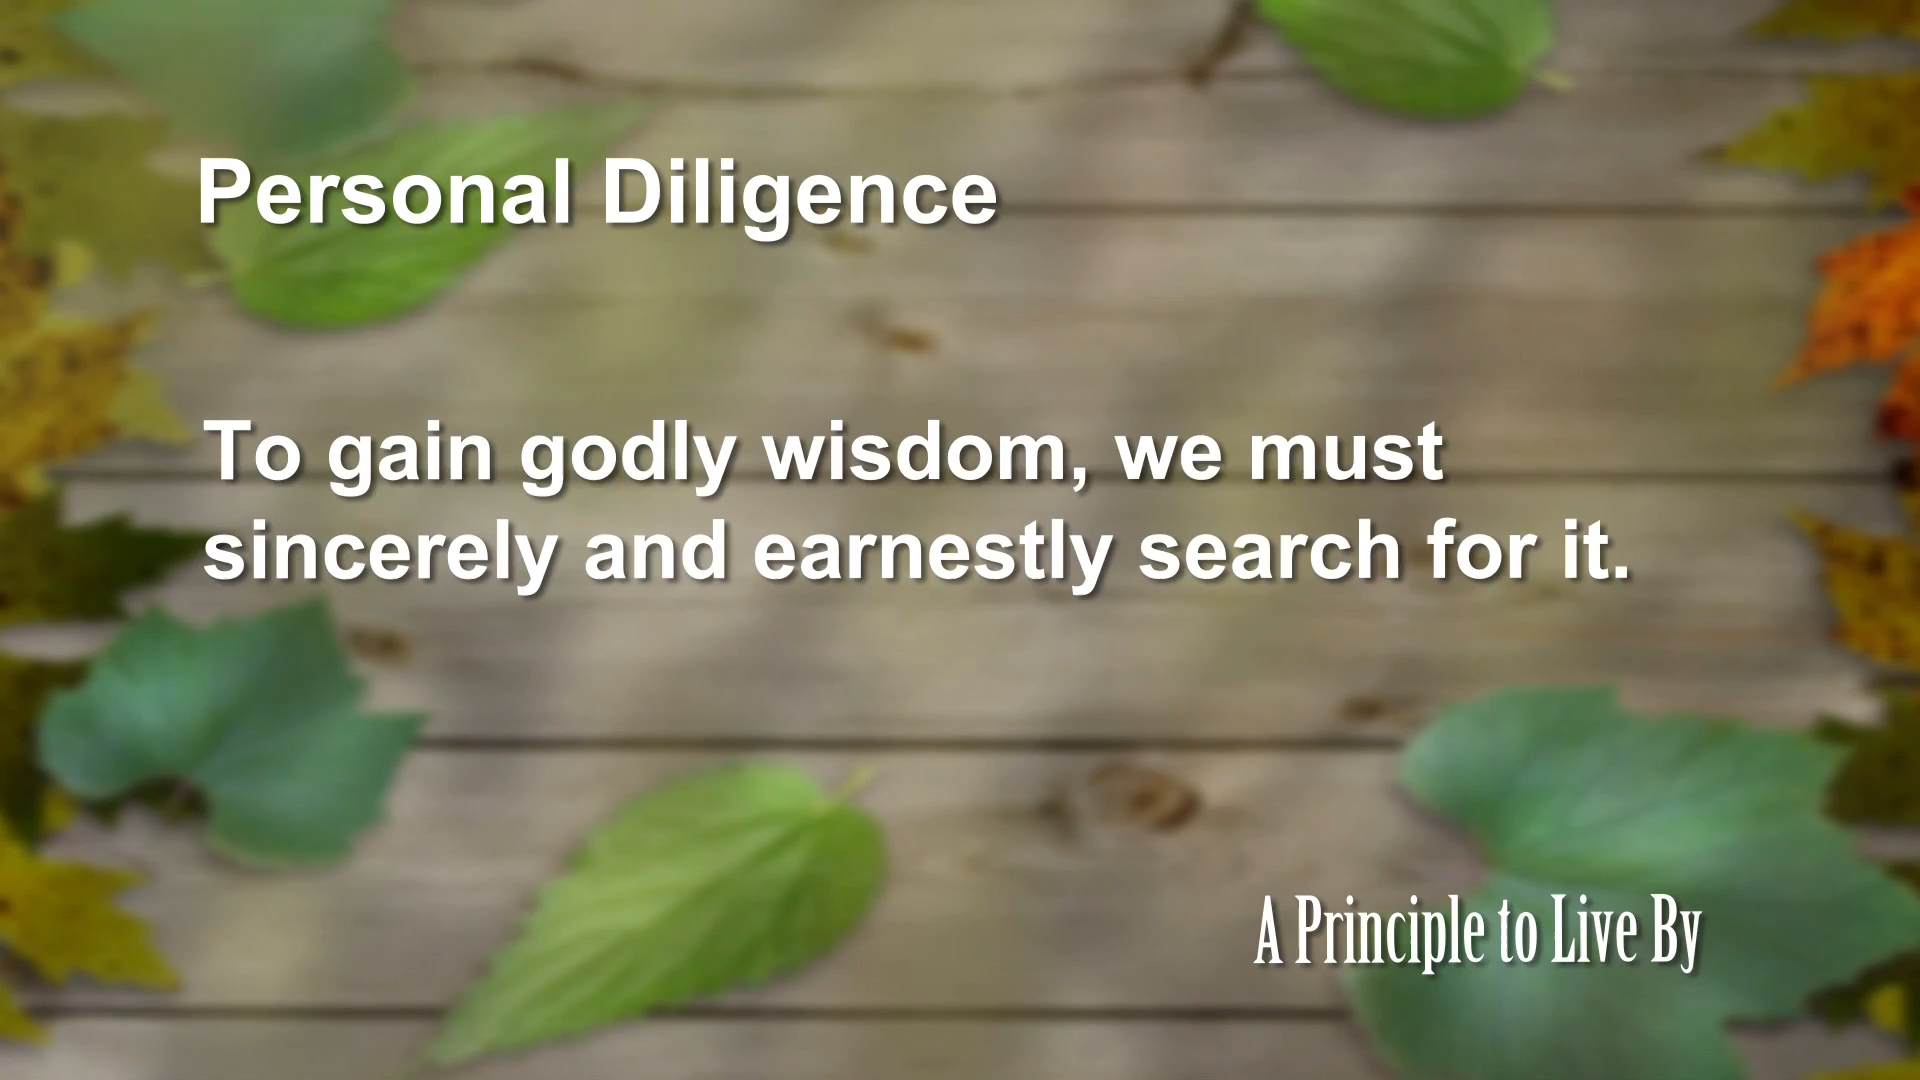 Personal Diligence
To gain godly wisdom, we must
sincerely and earnestly search for it.
A Principle to Live By